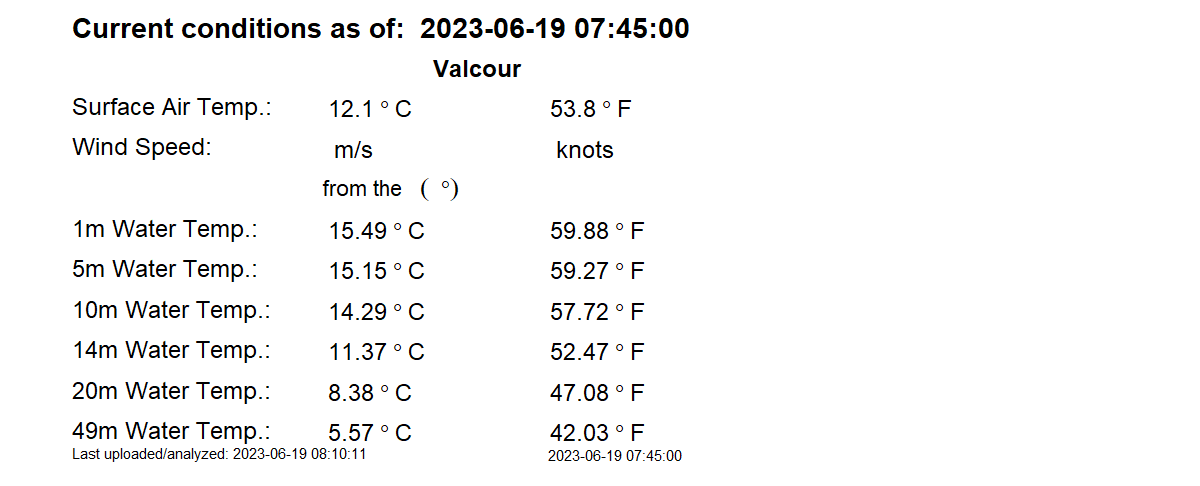 Current conditions as of: 2023-06-19 07:45:00
Valcour
Surface Air Temp.: 12.1 ° C 53.8 ° F
Wind Speed: m/s knots
from the ( °)
1m Water Temp.: 15.49 ° C 59.88 ° F
5m Water Temp.: 15.15 ° C 59.27 ° F
10m Water Temp.: 14.29 ° C 57.72 ° F
14m Water Temp.: 11.37 ° C 52.47 ° F
20m Water Temp.: 8.38 ° C 47.08 ° F
49m Water Temp.: 5.57 ° C 42.03 ° F
Last uploaded/analyzed: 2023-06-19 08:10:11 2023-06-19 07:45:00